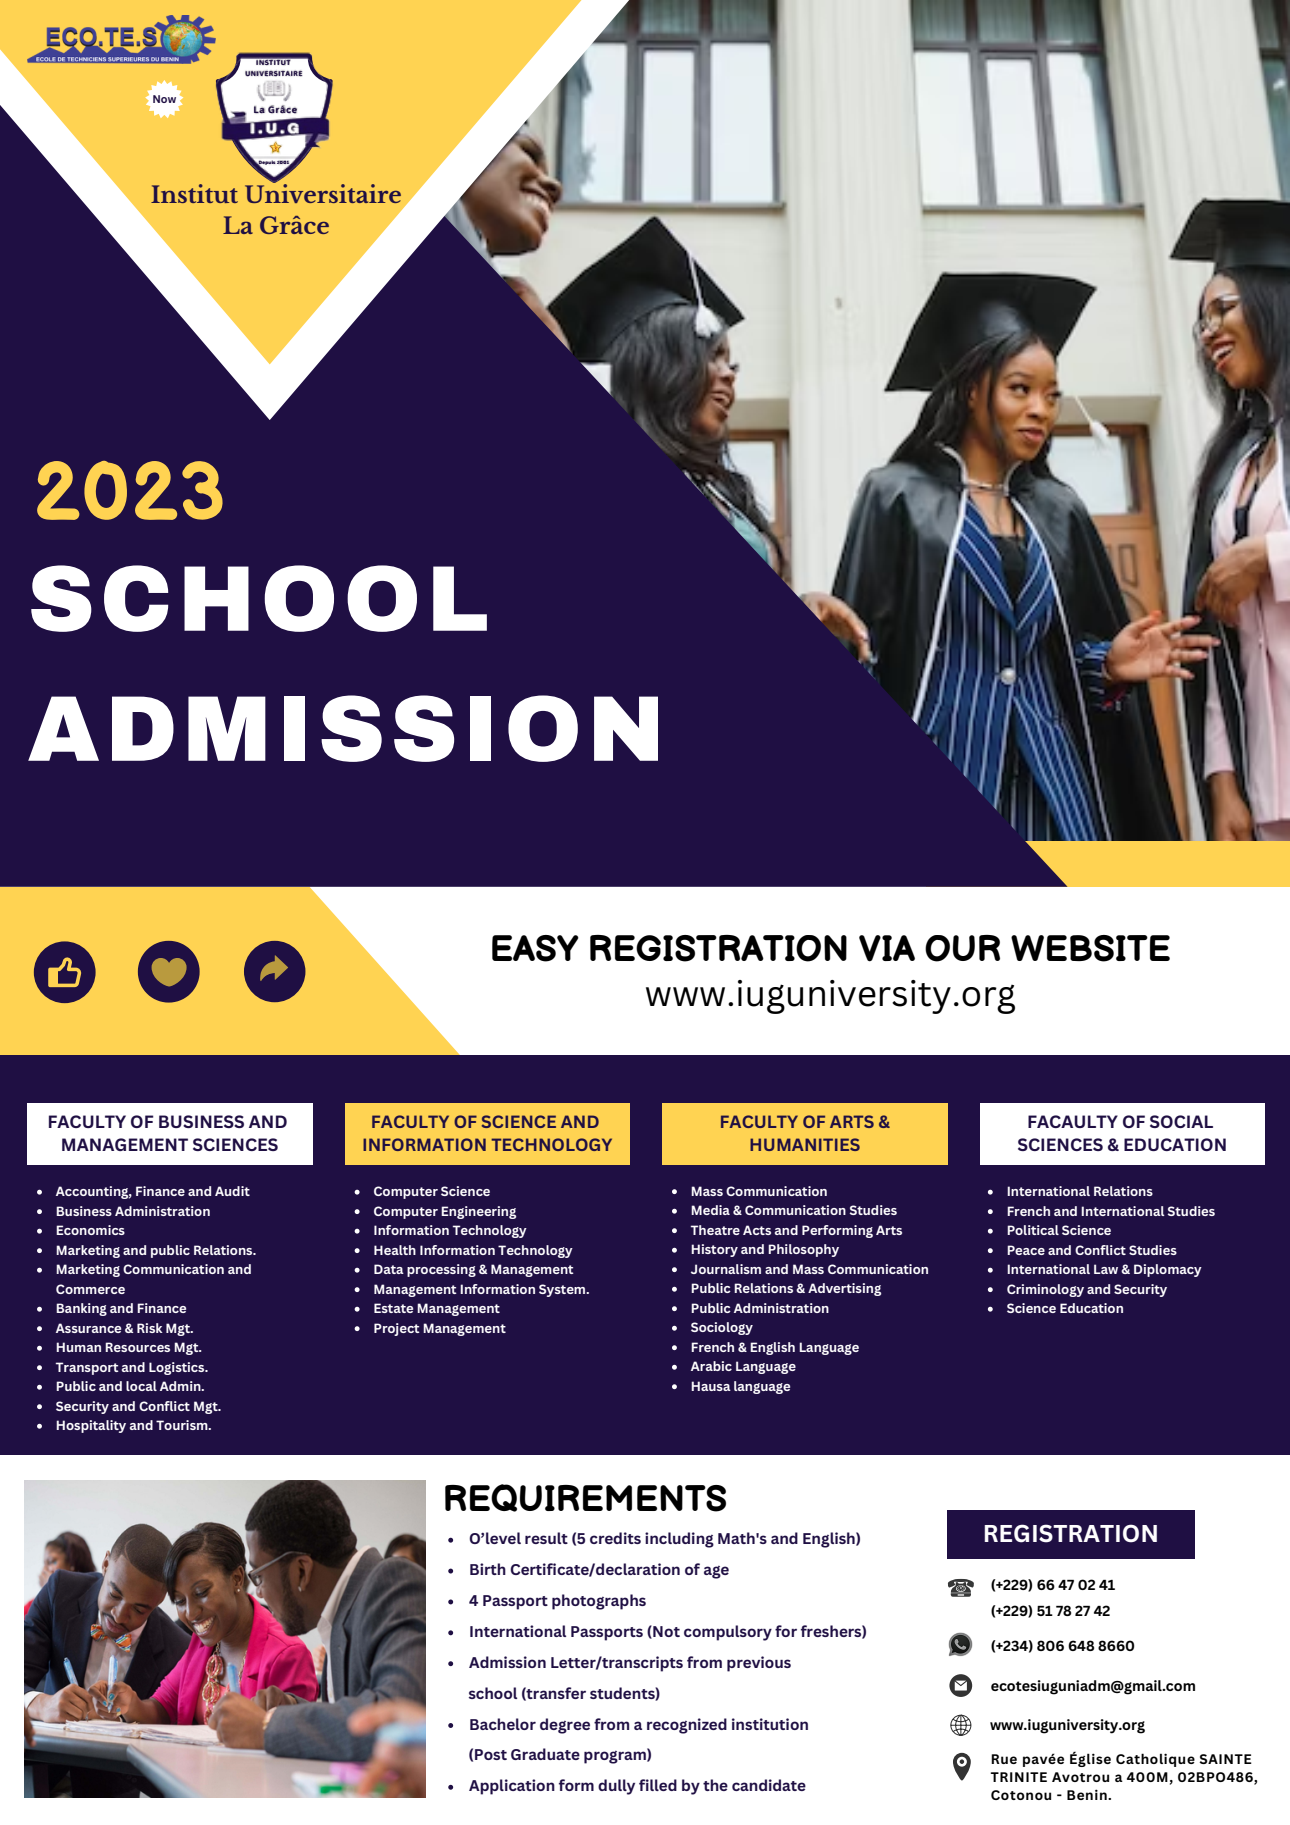 ECO.TE.S
ECOLE DE TECHNICIENS SUPERIEURES DU BENIN
Now
INSTITUT
UNIVERSITAIRE
La Grâce
I.U.G
Depuis 2001
Institut Universitaire
La Grâce
2023
SCHOOL
ADMISSION
EASY REGISTRATION VIA OUR WEBSITE
www.iuguniversity.org
FACULTY OF BUSINESS AND
MANAGEMENT SCIENCES
Accounting, Finance and Audit
Business Administration
Economics
Marketing and public Relations.
Marketing Communication and
Commerce
Banking and Finance
Assurance & Risk Mgt.
Human Resources Mgt.
Transport and Logistics.
Public and local Admin.
Security and Conflict Mgt.
Hospitality and Tourism.
FACULTY OF SCIENCE AND
INFORMATION TECHNOLOGY
Computer Science
Computer Engineering
Information Technology
Health Information Technology
Data processing & Management
Management Information System.
Estate Management
Project Management
FACULTY OF ARTS &
HUMANITIES
Mass Communication
Media & Communication Studies
Theatre Acts and Performing Arts
History and Philosophy
Journalism and Mass Communication
Public Relations & Advertising
Public Administration
Sociology
French & English Language
Arabic Language
Hausa language
FACAULTY OF SOCIAL
SCIENCES & EDUCATION
International Relations
French and International Studies
Political Science
Peace and Conflict Studies
International Law & Diplomacy
Criminology and Security
Science Education
REQUIREMENTS
O’level result (5 credits including Math's and English)
Birth Certificate/declaration of age
4 Passport photographs
International Passports (Not compulsory for freshers)
Admission Letter/transcripts from previous
school (transfer students)
Bachelor degree from a recognized institution
(Post Graduate program)
Application form dully filled by the candidate
REGISTRATION
(+229) 66 47 02 41
(+229) 51 78 27 42
(+234) 806 648 8660
ecotesiuguniadm@gmail.com
www.iuguniversity.org
Rue pavée Église Catholique SAINTE
TRINITE Avotrou a 400M, 02BPO486,
Cotonou - Benin.